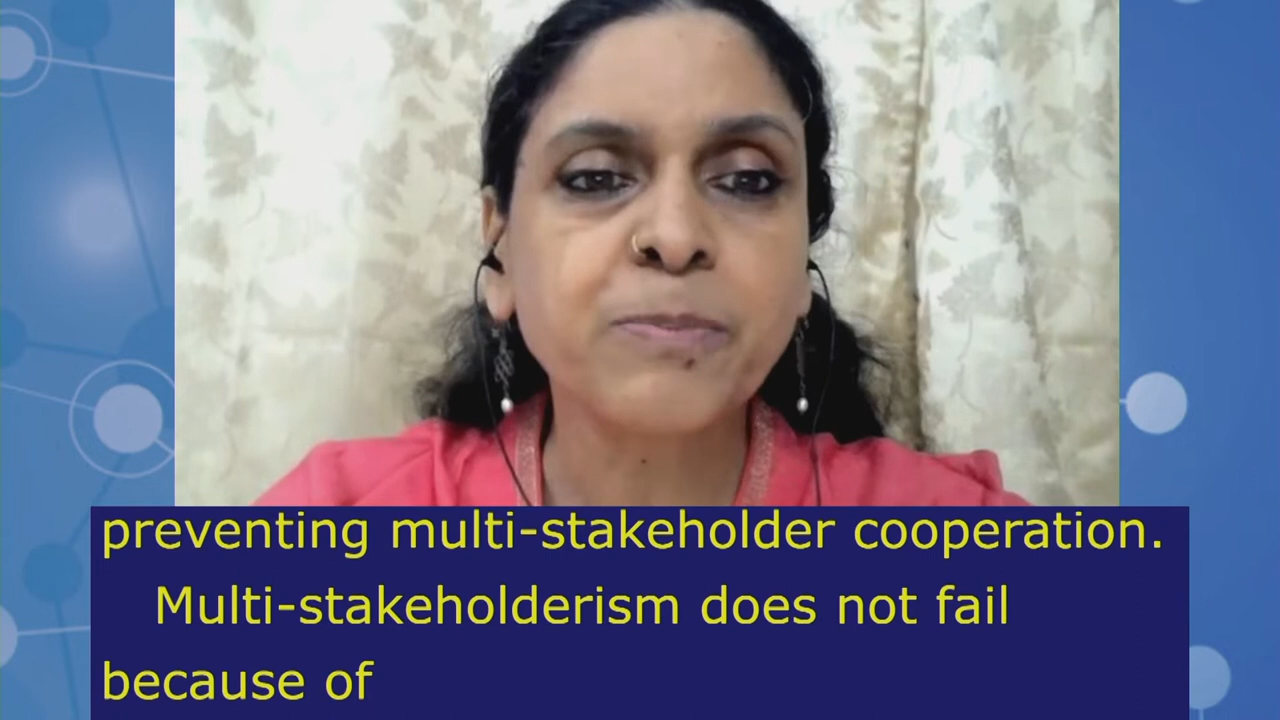 preventing multi-stakeholder cooperation.
Multi-stakeholderism does not fail
because of